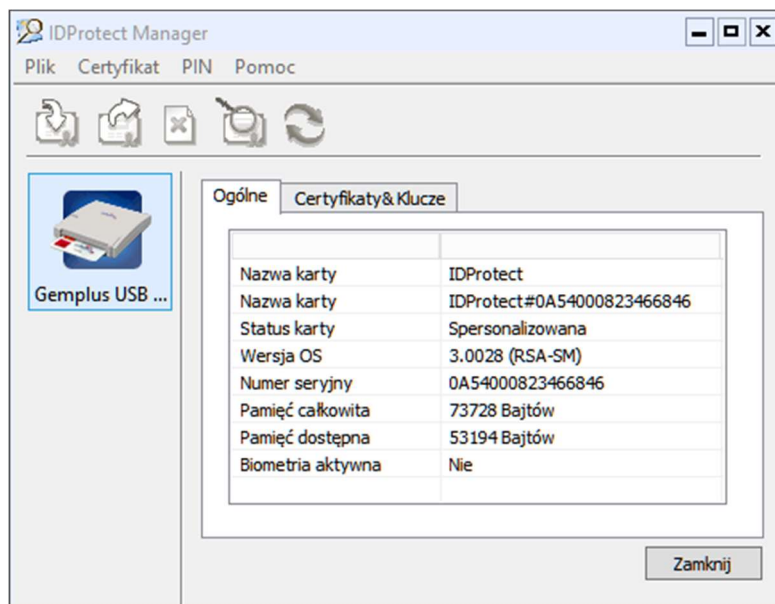 IDProtect Manager
Plik Certyfikat PIN Pomoc
Gemplus USB ...
Ogólne Certyfikaty& Klucze
Nazwa karty IDProtect
Nazwa karty IDProtect#0A54000823466846
Status karty Spersonalizowana
Wersja OS 3.0028 (RSA-SM)
Numer seryjny 0A54000823466846
Pamięć całkowita 73728 Bajtów
Pamięć dostępna 53194 Bajtów
Biometria aktywna Nie
Zamknij